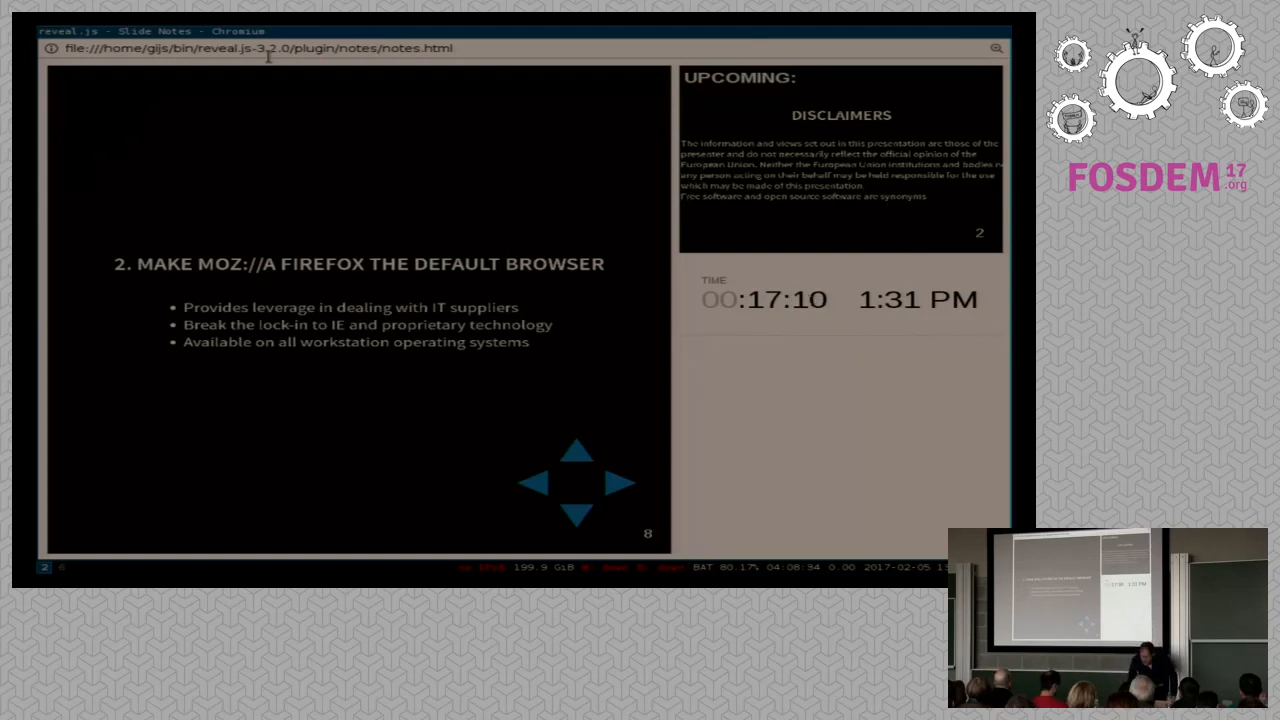 reveal.js - Slide Notes - Chromium
file:///home/gijs/bin/reveal.js-3.2.0/plugin/notes/notes.html
2. MAKE MOZ://A FIREFOX THE DEFAULT BROWSER
• Provides leverage in dealing with IT suppliers
• Break the lock-in to IE and proprietary technology
• Available on all workstation operating systems
8
UPCOMING:
DISCLAIMERS
The information and views set out in this presentation are those of the
presenter and do not necessarily reflect the official opinion of the
European Union. Neither the European Union institutions and bodies
any person acting on their behalf may be held responsible for the use
which may be made of this presentation
Free software and open source software are synonyms
2
TIME
00:17:10 1:31 PM
2 6
199.9 GiB BAT 80.17% 04:08:34 0.00 2017-02-05
FOSDEM 17
.org